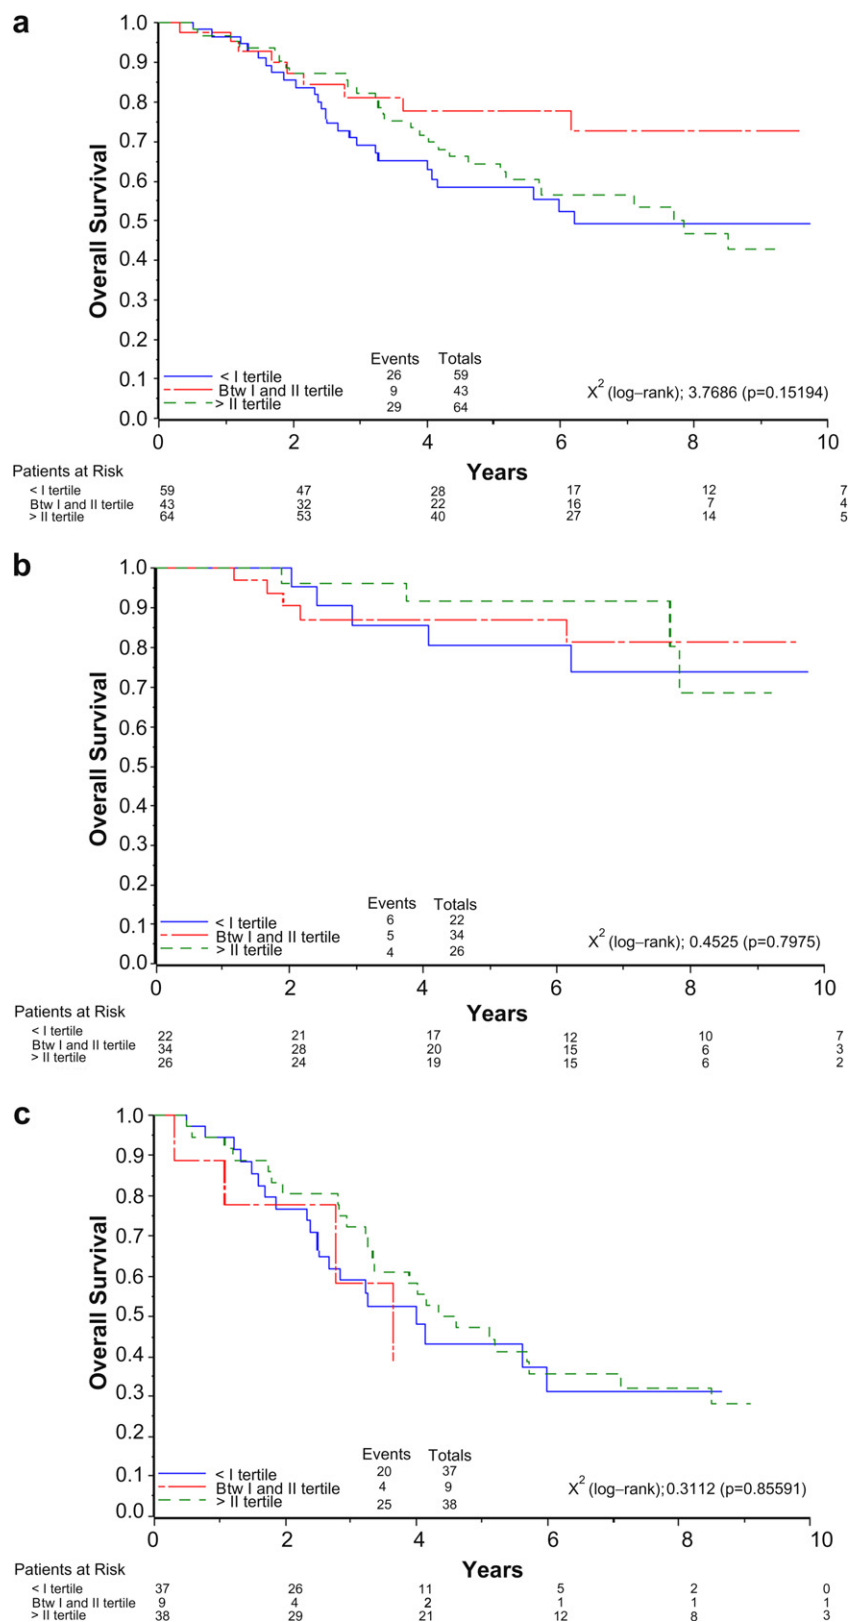 a
1.0
0.9
0.8
0.7
0.6
0.5
0.4
0.3
0.2
0.1
0.0
Overall Survival
Events Totals
< I tertile 26 59
Btw I and II tertile 9 43
> II tertile 29 64
X2 (log–rank); 3.7686 (p=0.15194)
0 2 4 6 8 10
Years
Patients at Risk
< I tertile 59 47 28 17 12 7
Btw I and II tertile 43 32 22 16 7 4
> II tertile 64 53 40 27 14 5
b
1.0
0.9
0.8
0.7
0.6
0.5
0.4
0.3
0.2
0.1
0.0
Overall Survival
Events Totals
< I tertile 6 22
Btw I and II tertile 5 34
> II tertile 4 26
X2 (log–rank); 0.4525 (p=0.7975)
0 2 4 6 8 10
Years
Patients at Risk
< I tertile 22 21 17 12 10 7
Btw I and II tertile 34 28 20 15 6 3
> II tertile 26 24 19 15 6 2
c
1.0
0.9
0.8
0.7
0.6
0.5
0.4
0.3
0.2
0.1
0.0
Overall Survival
Events Totals
< I tertile 20 37
Btw I and II tertile 4 9
> II tertile 25 38
X2 (log–rank); 0.3112 (p=0.85591)
0 2 4 6 8 10
Years
Patients at Risk
< I tertile 37 26 11 5 2 0
Btw I and II tertile 9 4 2 1 1 1
> II tertile 38 29 21 12 8 3